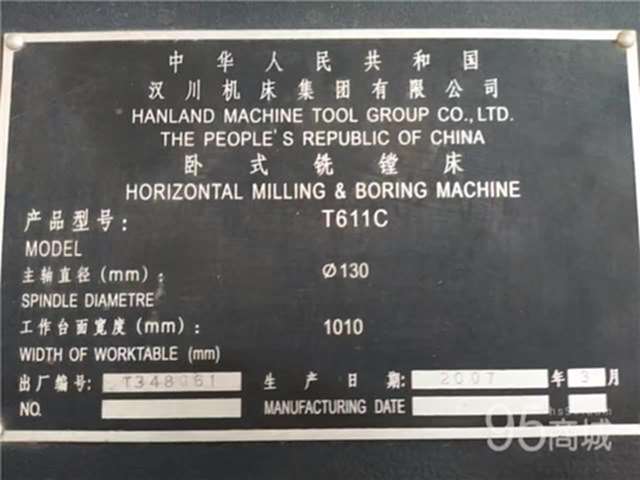 中华人民共和国
汉川机床集团有限公司
HANLAND MACHINE TOOL GROUP CO., LTD.
THE PEOPLE'S REPUBLIC OF CHINA
卧式铣镗床
HORIZONTAL MILLING & BORING MACHINE
产品型号: T611C
MODEL
主轴直径 (mm): Ø130
SPINDLE DIAMETRE
工作台面宽度 (mm): 1010
WIDTH OF WORKTABLE (mm)
出厂编号: T348061 生产日期: 2007 年 3 月
NO. MANUFACTURING DATE
商城